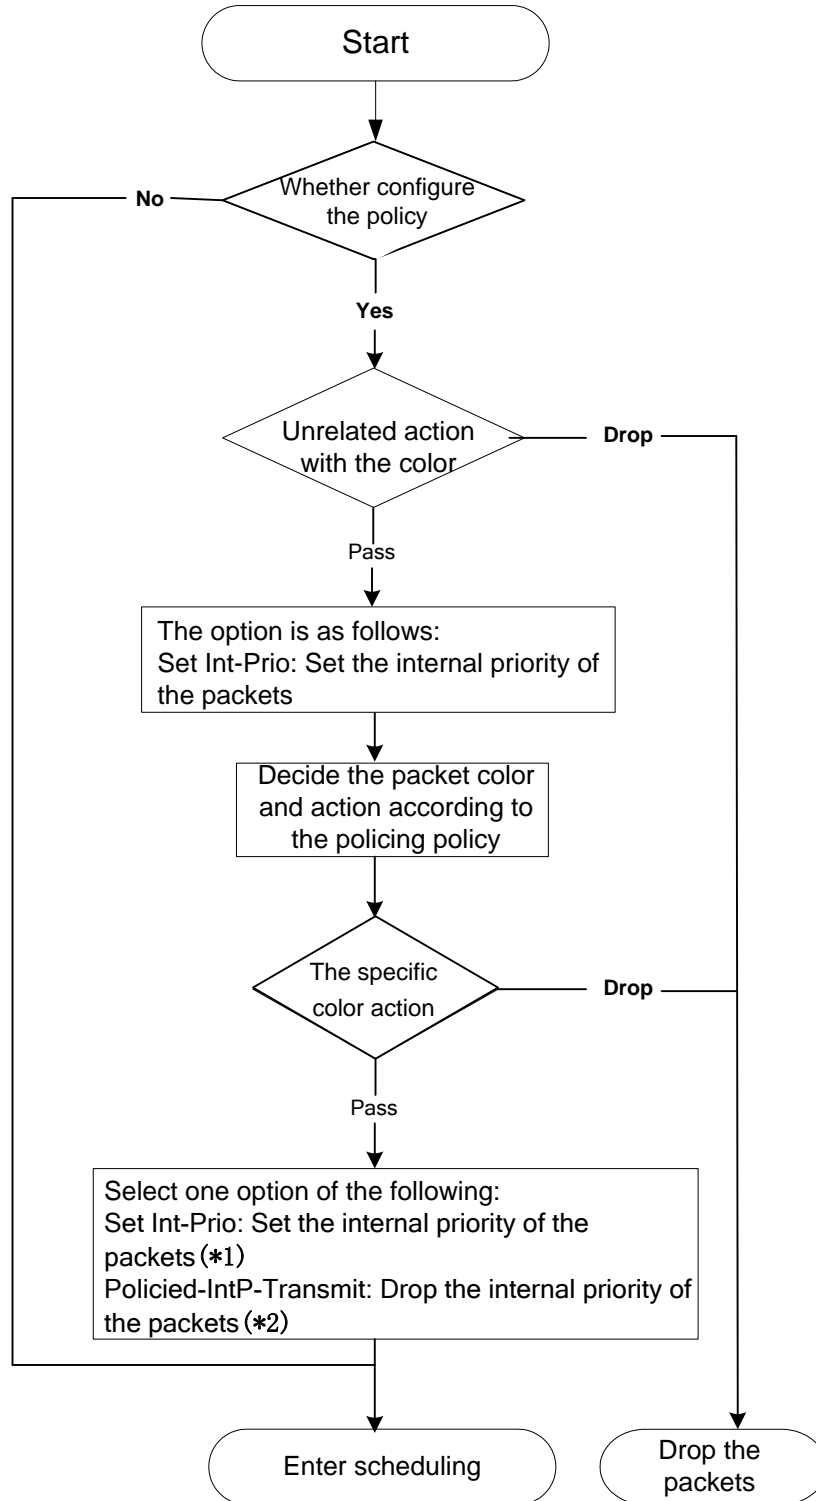 Start
Whether configure
the policy
No
Yes
Unrelated action
with the color
Drop
Pass
The option is as follows:
Set Int-Prio: Set the internal priority of
the packets
Decide the packet color
and action according to
the policing policy
The specific
color action
Drop
Pass
Select one option of the following:
Set Int-Prio: Set the internal priority of the
packets(*1)
Policied-IntP-Transmit: Drop the internal priority of
the packets(*2)
Enter scheduling
Drop the
packets